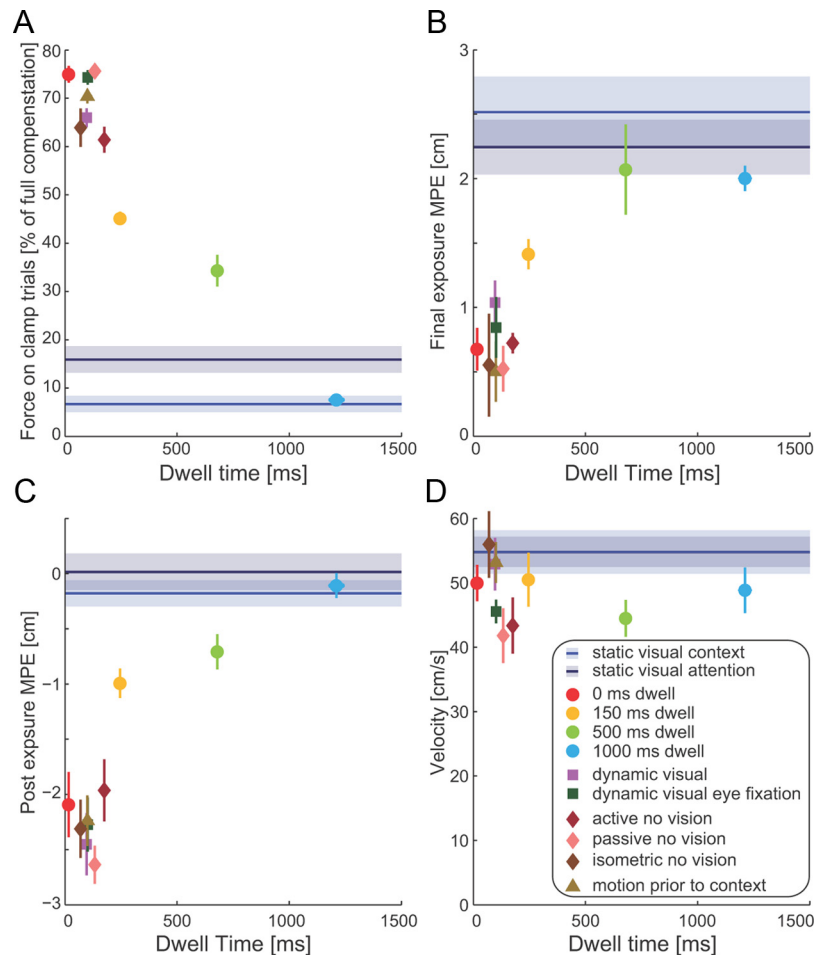 A
B
Force on clamp trials [% of full compenstation]
80
70
60
50
40
30
20
10
0
0
500
1000
1500
Dwell time [ms]
Final exposure MPE [cm]
3
2
1
0
0
500
1000
1500
Dwell Time [ms]
C
D
Post expsure MPE [cm]
0
−1
−2
−3
0
500
1000
1500
Dwell Time [ms]
Velocity [cm/s]
60
50
40
30
20
10
0
0
500
1000
1500
Dwell time [ms]
static visual context
static visual attention
0 ms dwell
150 ms dwell
500 ms dwell
1000 ms dwell
dynamic visual
dynamic visual eye fixation
active no vision
passive no vision
isometric no vision
motion prior to context